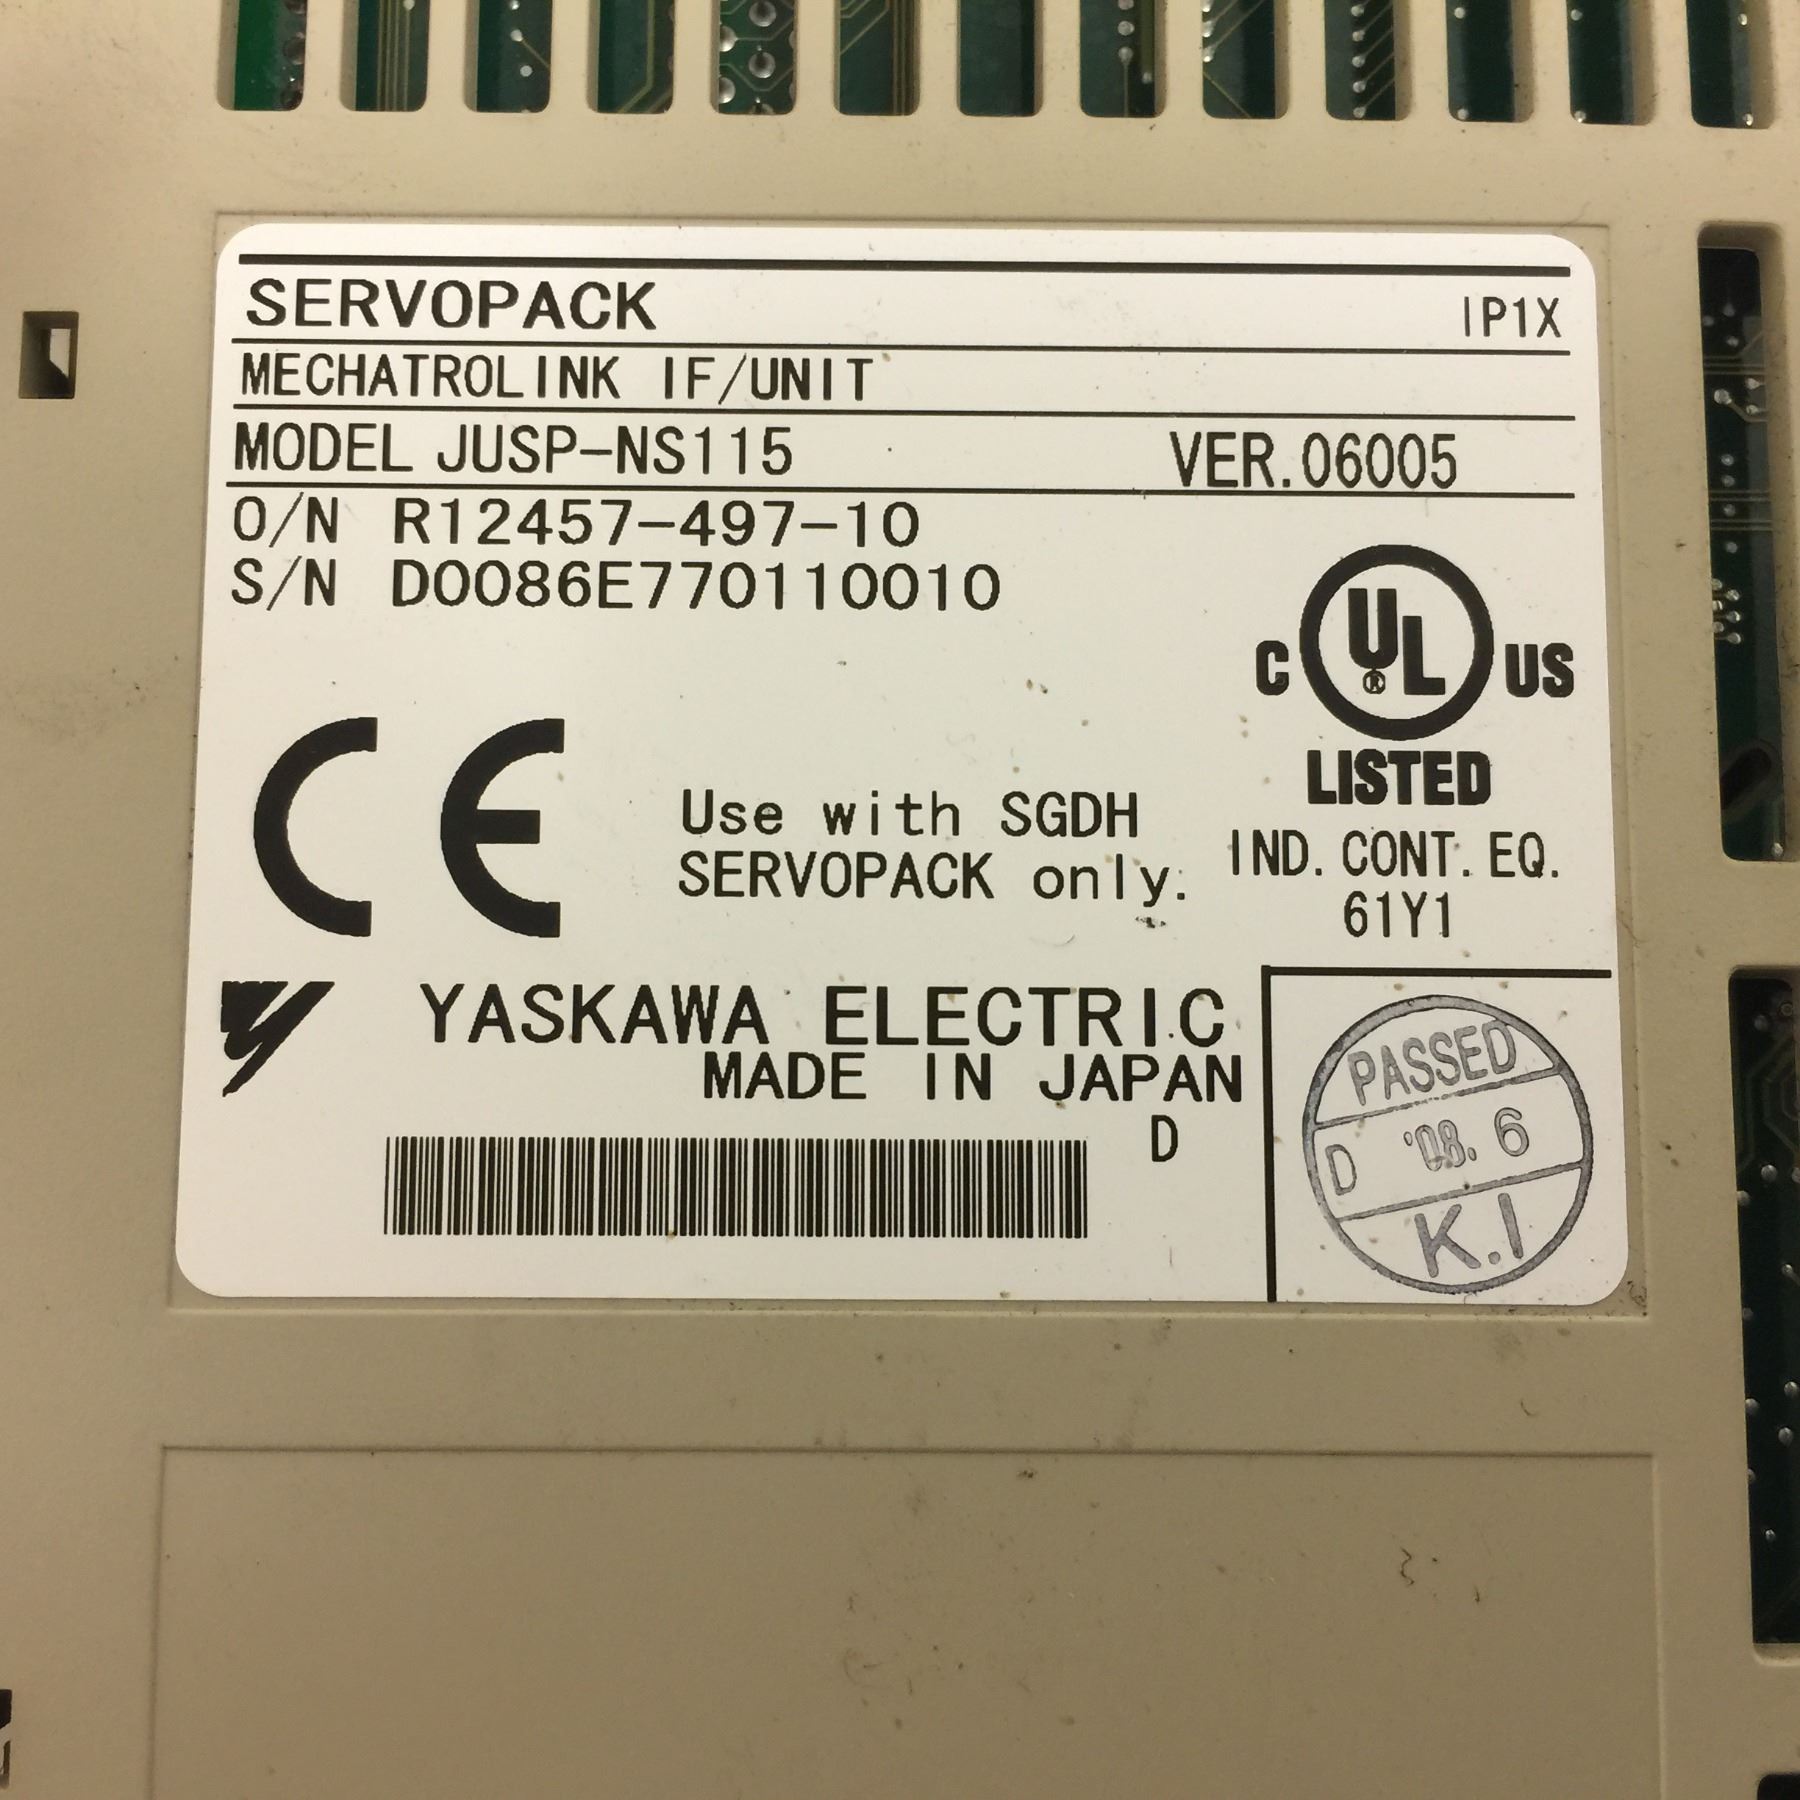 SERVOPACK IP1X
MECHATROLINK IF/UNIT
MODEL JUSP-NS115 VER.06005
O/N R12457-497-10
S/N D0086E770110010
C UL® US
LISTED
IND. CONT. EQ.
61Y1
CE
Use with SGDH
SERVOPACK only.
YASKAWA ELECTRIC
MADE IN JAPAN
D
PASSED
D '08. 6
K.I